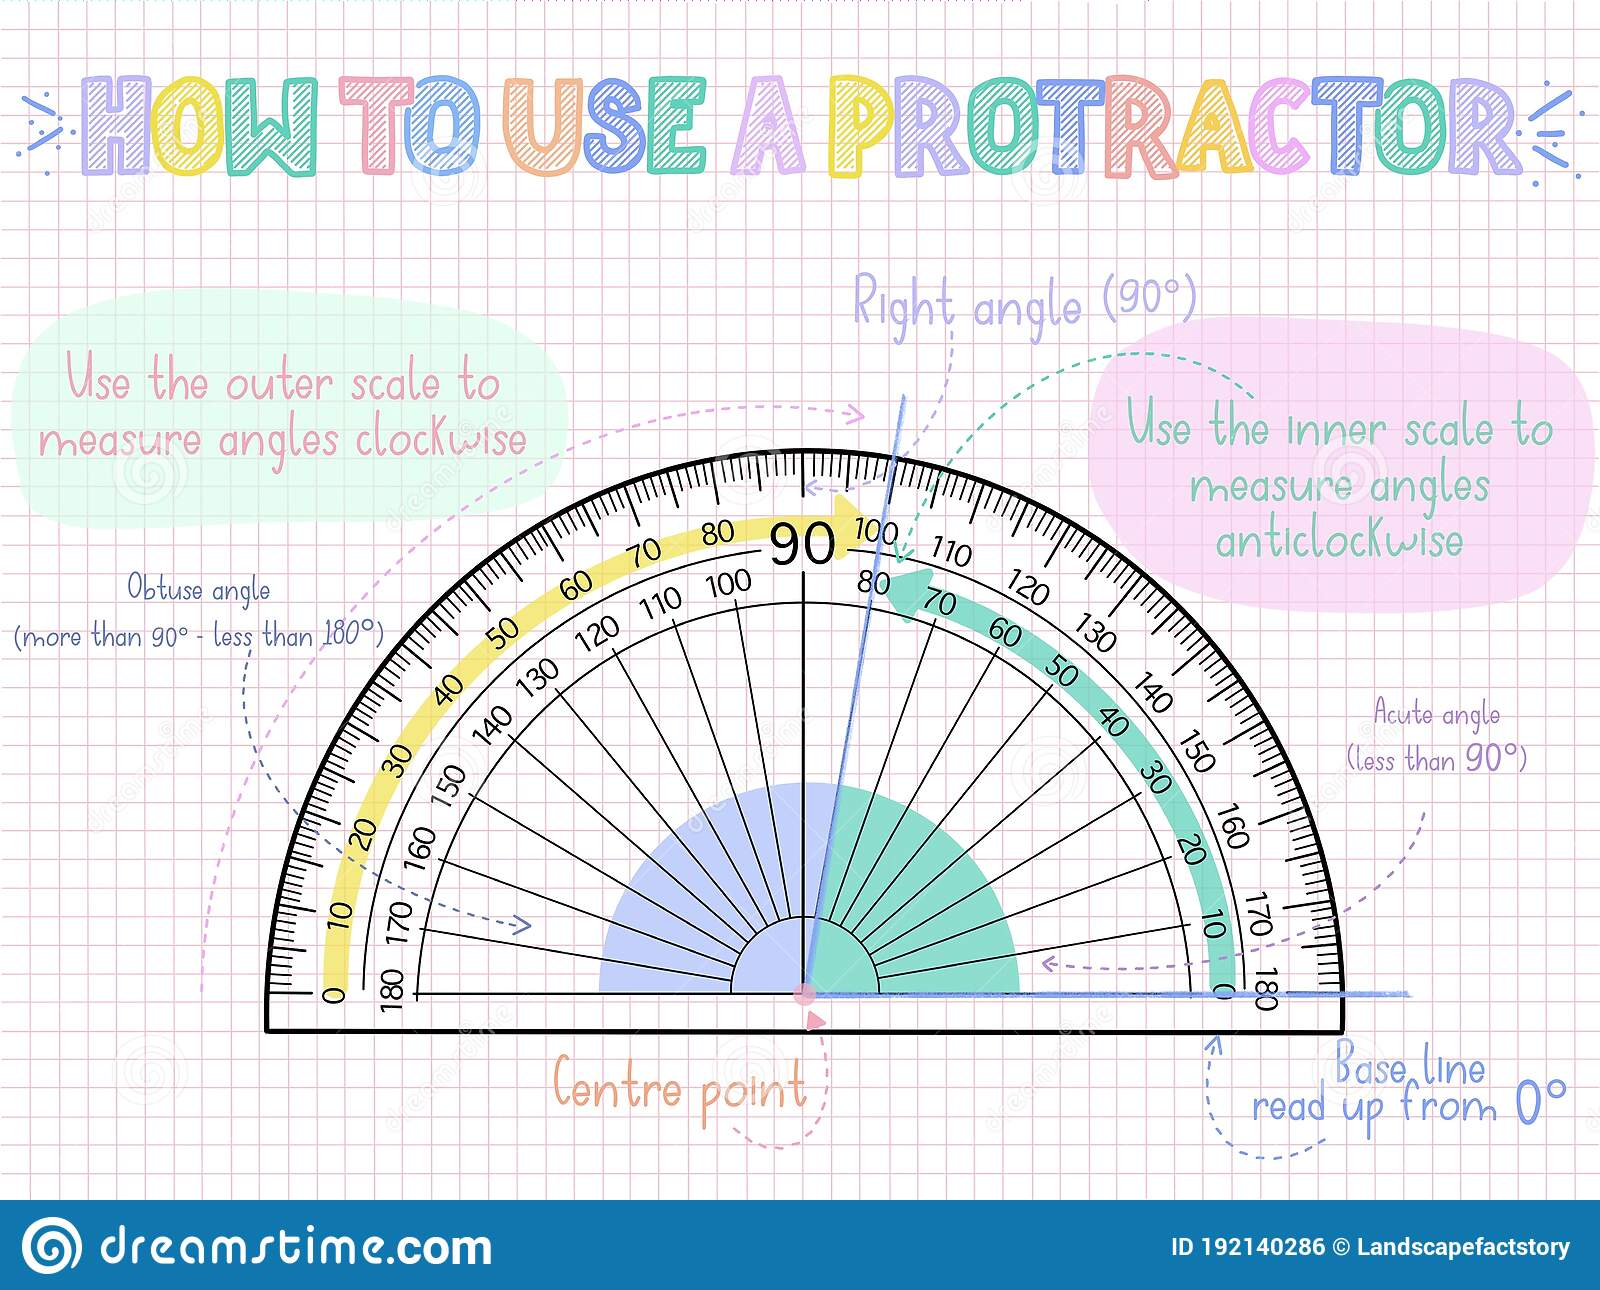 HOW TO USE A PROTRACTOR
Right angle (90°)
Use the outer scale to
measure angles clockwise
Use the inner scale to
measure angles
anticlockwise
Obtuse angle
(more than 90° - less than 180°)
Acute angle
(less than 90°)
0 10 20 30 40 50 60 70 80 90 100 110 120 130 140 150 160 170 180
180 170 160 150 140 130 120 110 100 80 70 60 50 40 30 20 10 0
Centre point
Base line
read up from 0°
dreamstime.com
ID 192140286 © Landscapefactstory